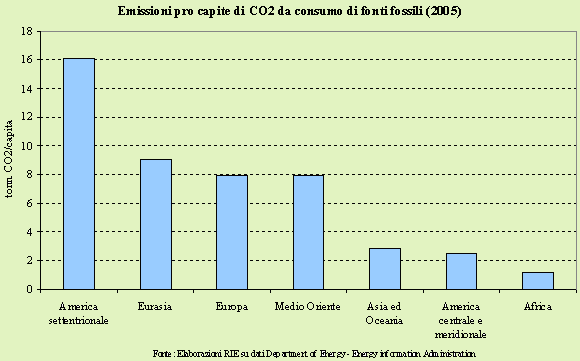 Emissioni pro capite di CO2 da consumo di fonti fossili (2005)
18
16
14
12
10
8
6
4
2
0
tonn. CO2/capita
America
settentrionale
Eurasia
Europa
Medio Oriente
Asia ed
Oceania
America
centrale e
meridionale
Africa
Fonte: Elaborazioni RIE su dati Department of Energy - Energy information Administration